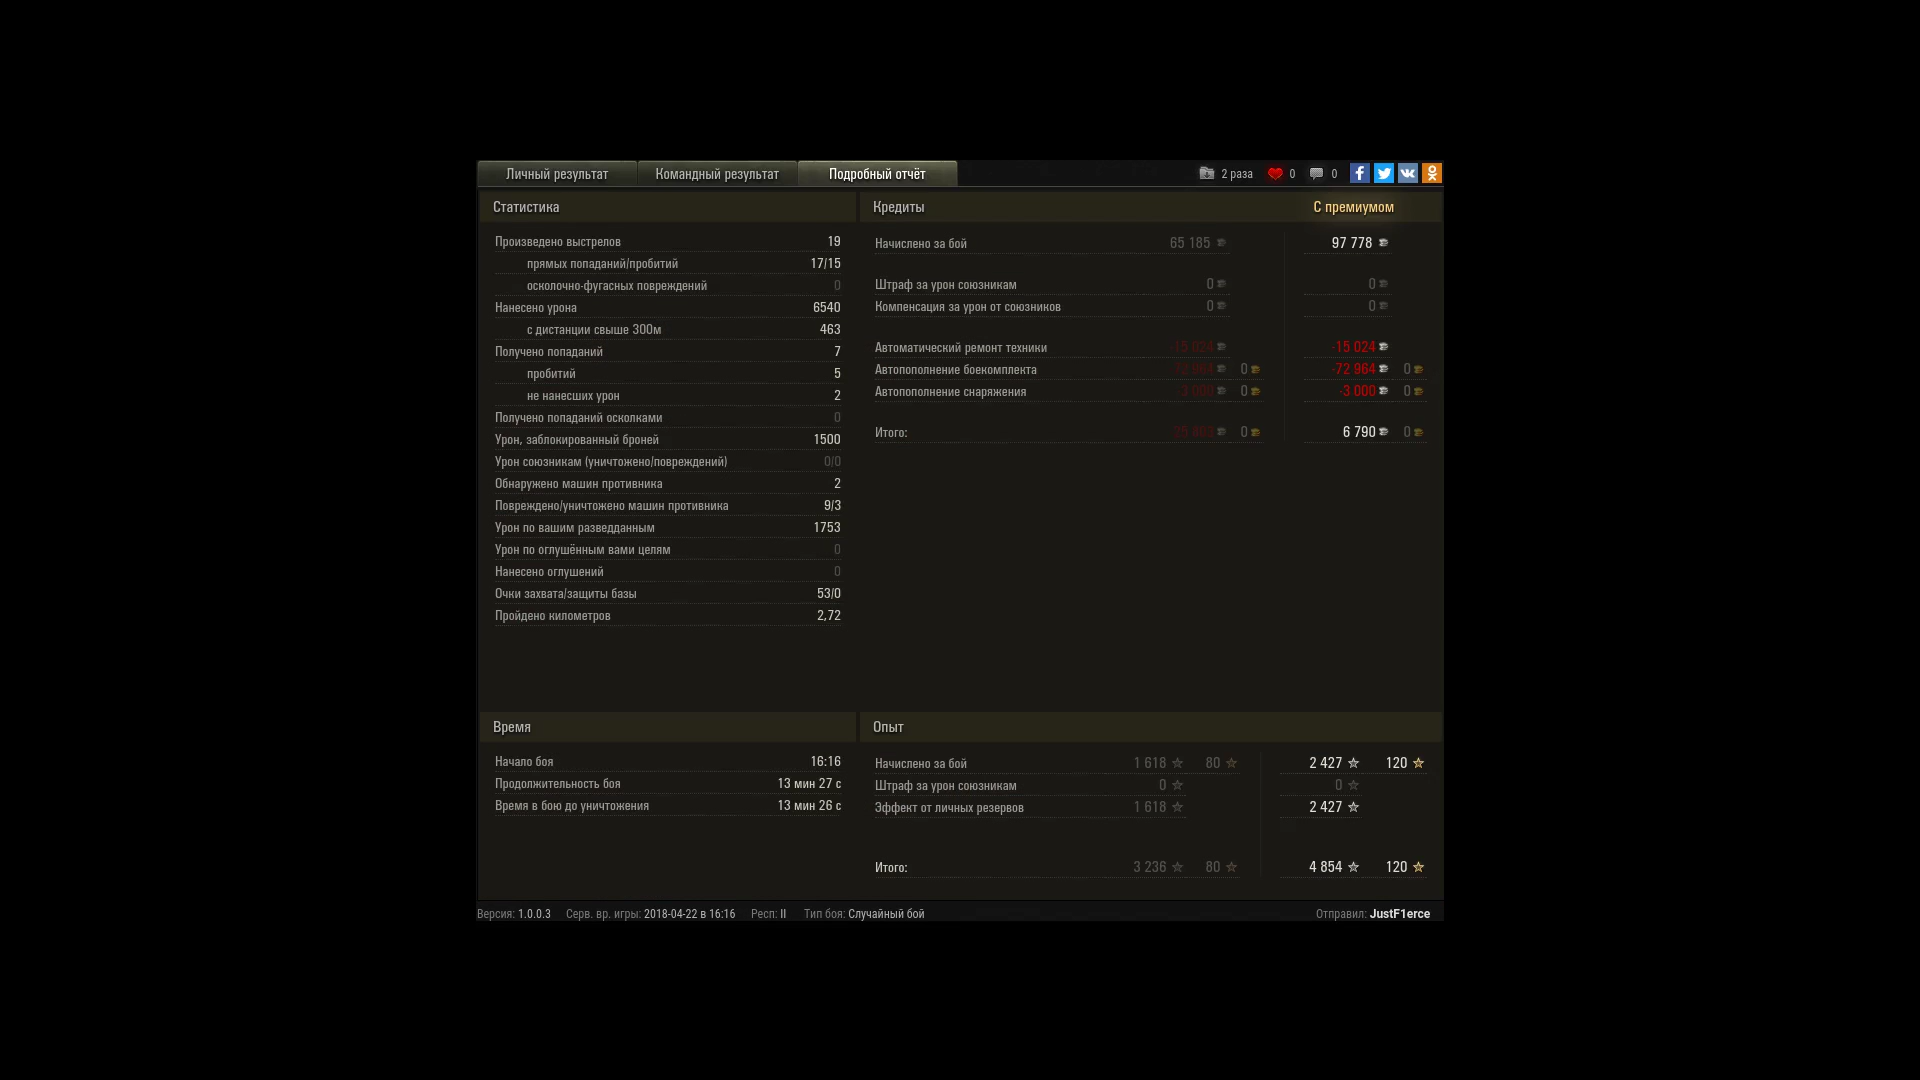 Личный результат Командный результат Подробный отчёт 2 раза 0 0
Статистика
Произведено выстрелов 19
прямых попаданий/пробитий 17/15
осколочно-фугасных повреждений 0
Нанесено урона 6540
с дистанции свыше 300м 463
Получено попаданий 7
пробитий 5
не нанесших урон 2
Получено попаданий осколками 0
Урон, заблокированный броней 1500
Урон союзникам (уничтожено/повреждений) 0/0
Обнаружено машин противника 2
Повреждено/уничтожено машин противника 9/3
Урон по вашим разведданным 1753
Урон по оглушённым вами целям 0
Нанесено оглушений 0
Очки захвата/защиты базы 53/0
Пройдено километров 2,72
Кредиты С премиумом
Начислено за бой 65 185 97 778
Штраф за урон союзникам 0 0
Компенсация за урон от союзников 0 0
Автоматический ремонт техники -15 024 -15 024
Автопополнение боекомплекта -72 964 0 -72 964 0
Автопополнение снаряжения -3 000 0 -3 000 0
Итого: 0 6 790 0
Время
Начало боя 16:16
Продолжительность боя 13 мин 27 с
Время в бою до уничтожения 13 мин 26 с
Опыт
Начислено за бой 1 618 80 2 427 120
Штраф за урон союзникам 0 0
Эффект от личных резервов 1 618 2 427
Итого: 3 236 80 4 854 120
Версия: 1.0.0.3 Серв. вр. игры: 2018-04-22 в 16:16 Респ: II Тип боя: Случайный бой Отправил: JustF1erce